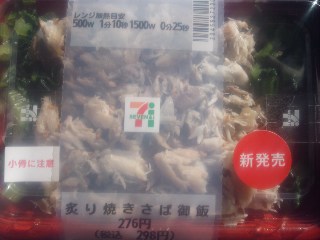 レンジ加熱目安
500W 1分10秒 1500W 0分25秒
7
ELEVEN
小骨に注意
新発売
炙り焼きさば御飯
276円
(税込 298円)